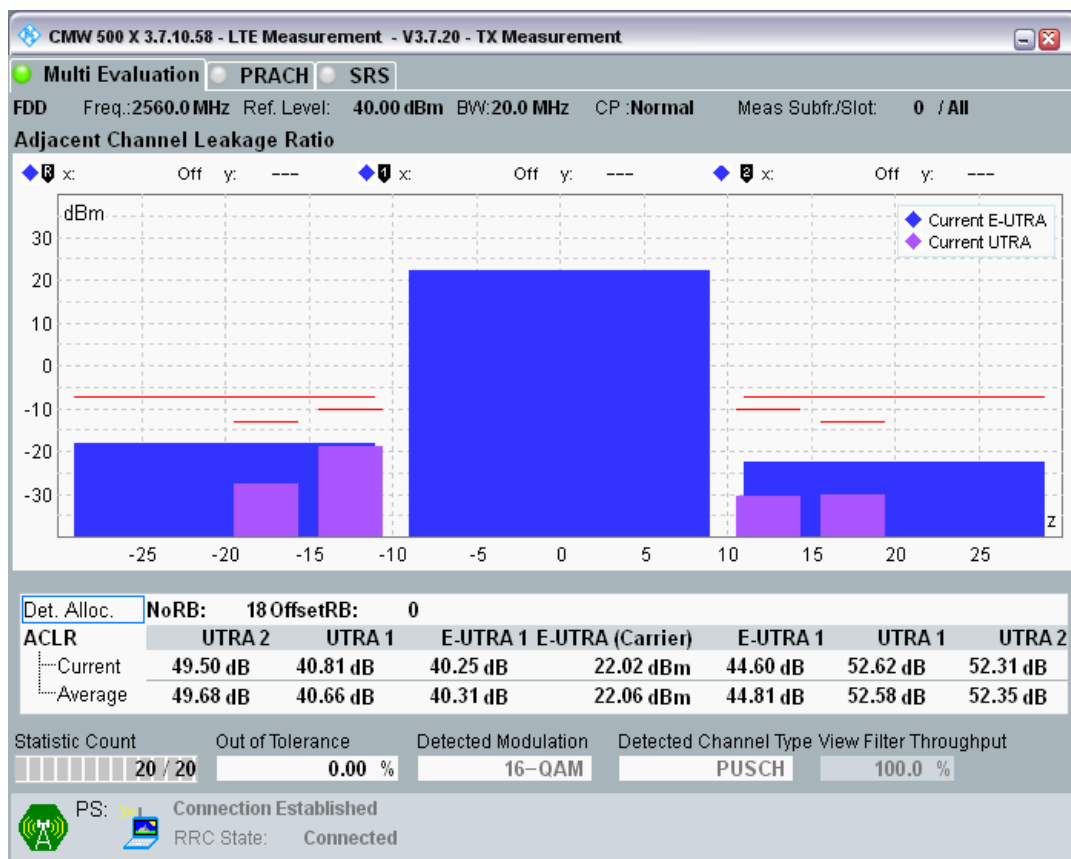 CMW 500 X 3.7.10.58 - LTE Measurement - V3.7.20 - TX Measurement
Multi Evaluation PRACH SRS
FDD Freq.:2560.0 MHz Ref. Level: 40.00 dBm BW:20.0 MHz CP :Normal Meas Subfr./Slot: 0 / All
Adjacent Channel Leakage Ratio
R x: Off y: --- 1 x: Off y: --- 2 x: Off y: ---
dBm
Current E-UTRA
Current UTRA
30
20
10
0
-10
-20
-30
z
-25 -20 -15 -10 -5 0 5 10 15 20 25
Det. Alloc. NoRB: 18 OffsetRB: 0
ACLR UTRA 2 UTRA 1 E-UTRA 1 E-UTRA (Carrier) E-UTRA 1 UTRA 1 UTRA 2
Current 49.50 dB 40.81 dB 40.25 dB 22.02 dBm 44.60 dB 52.62 dB 52.31 dB
Average 49.68 dB 40.66 dB 40.31 dB 22.06 dBm 44.81 dB 52.58 dB 52.35 dB
Statistic Count Out of Tolerance Detected Modulation Detected Channel Type View Filter Throughput
20 / 20 0.00 % 16-QAM PUSCH 100.0 %
PS: Connection Established
RRC State: Connected